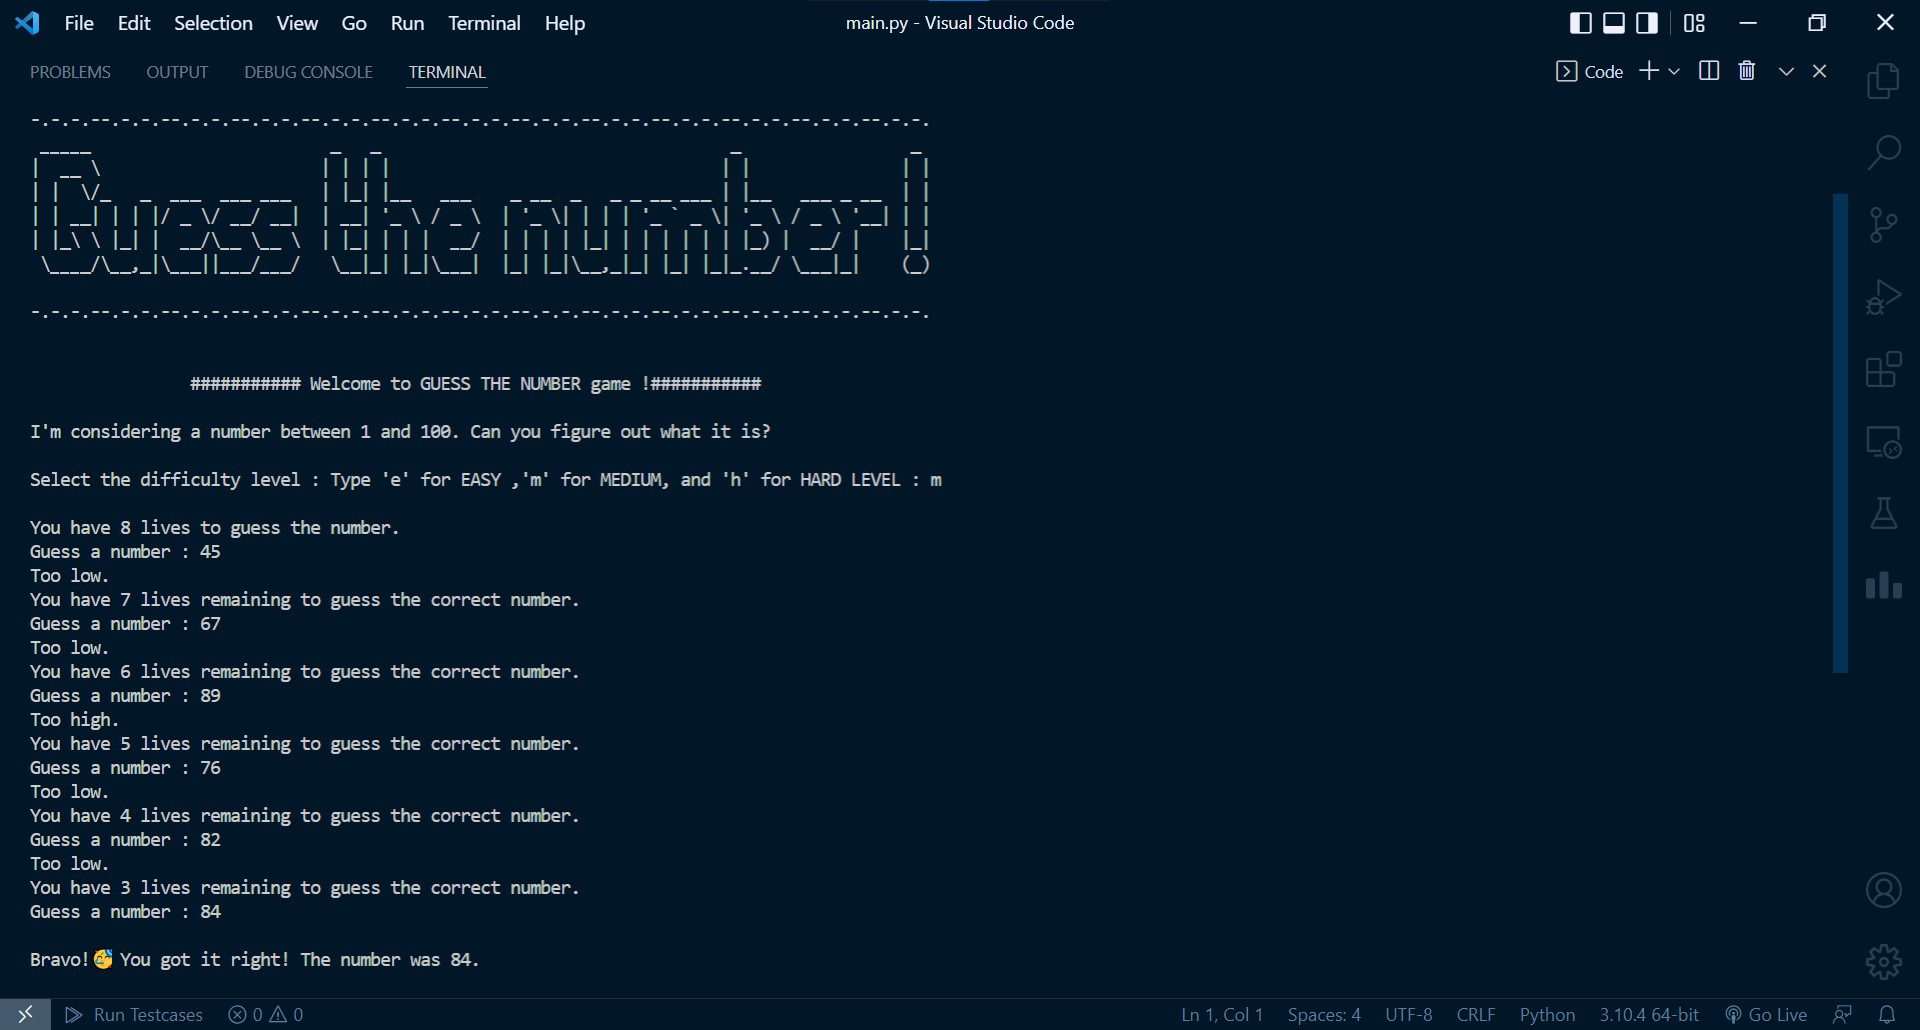 File Edit Selection View Go Run Terminal Help main.py - Visual Studio Code
PROBLEMS OUTPUT DEBUG CONSOLE TERMINAL Code
Guess the number!
########### Welcome to GUESS THE NUMBER game !###########
I'm considering a number between 1 and 100. Can you figure out what it is?
Select the difficulty level : Type 'e' for EASY ,'m' for MEDIUM, and 'h' for HARD LEVEL : m
You have 8 lives to guess the number.
Guess a number : 45
Too low.
You have 7 lives remaining to guess the correct number.
Guess a number : 67
Too low.
You have 6 lives remaining to guess the correct number.
Guess a number : 89
Too high.
You have 5 lives remaining to guess the correct number.
Guess a number : 76
Too low.
You have 4 lives remaining to guess the correct number.
Guess a number : 82
Too low.
You have 3 lives remaining to guess the correct number.
Guess a number : 84
Bravo!🥳 You got it right! The number was 84.
Run Testcases 0 0 Ln 1, Col 1 Spaces: 4 UTF-8 CRLF Python 3.10.4 64-bit Go Live